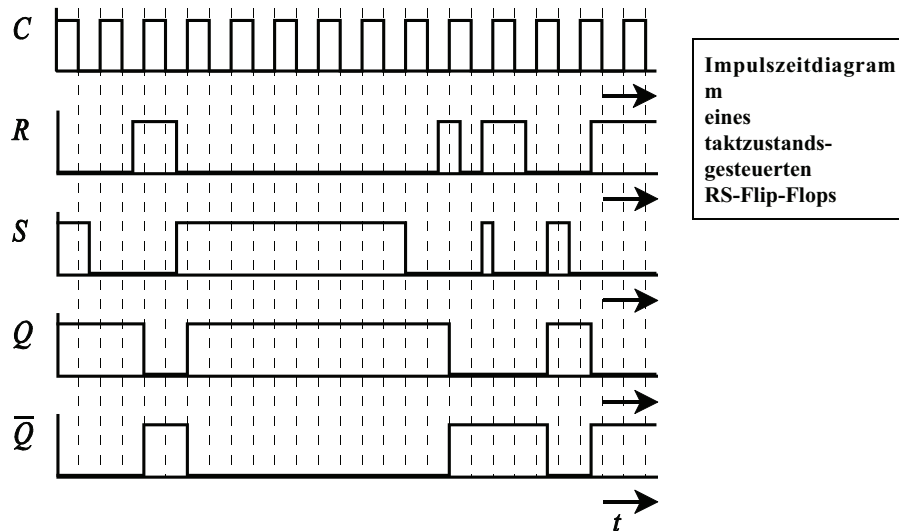 C
R
S
Q
Q̅
t
Impulszeitdiagram
m
eines
taktzustands-
gesteuerten
RS-Flip-Flops